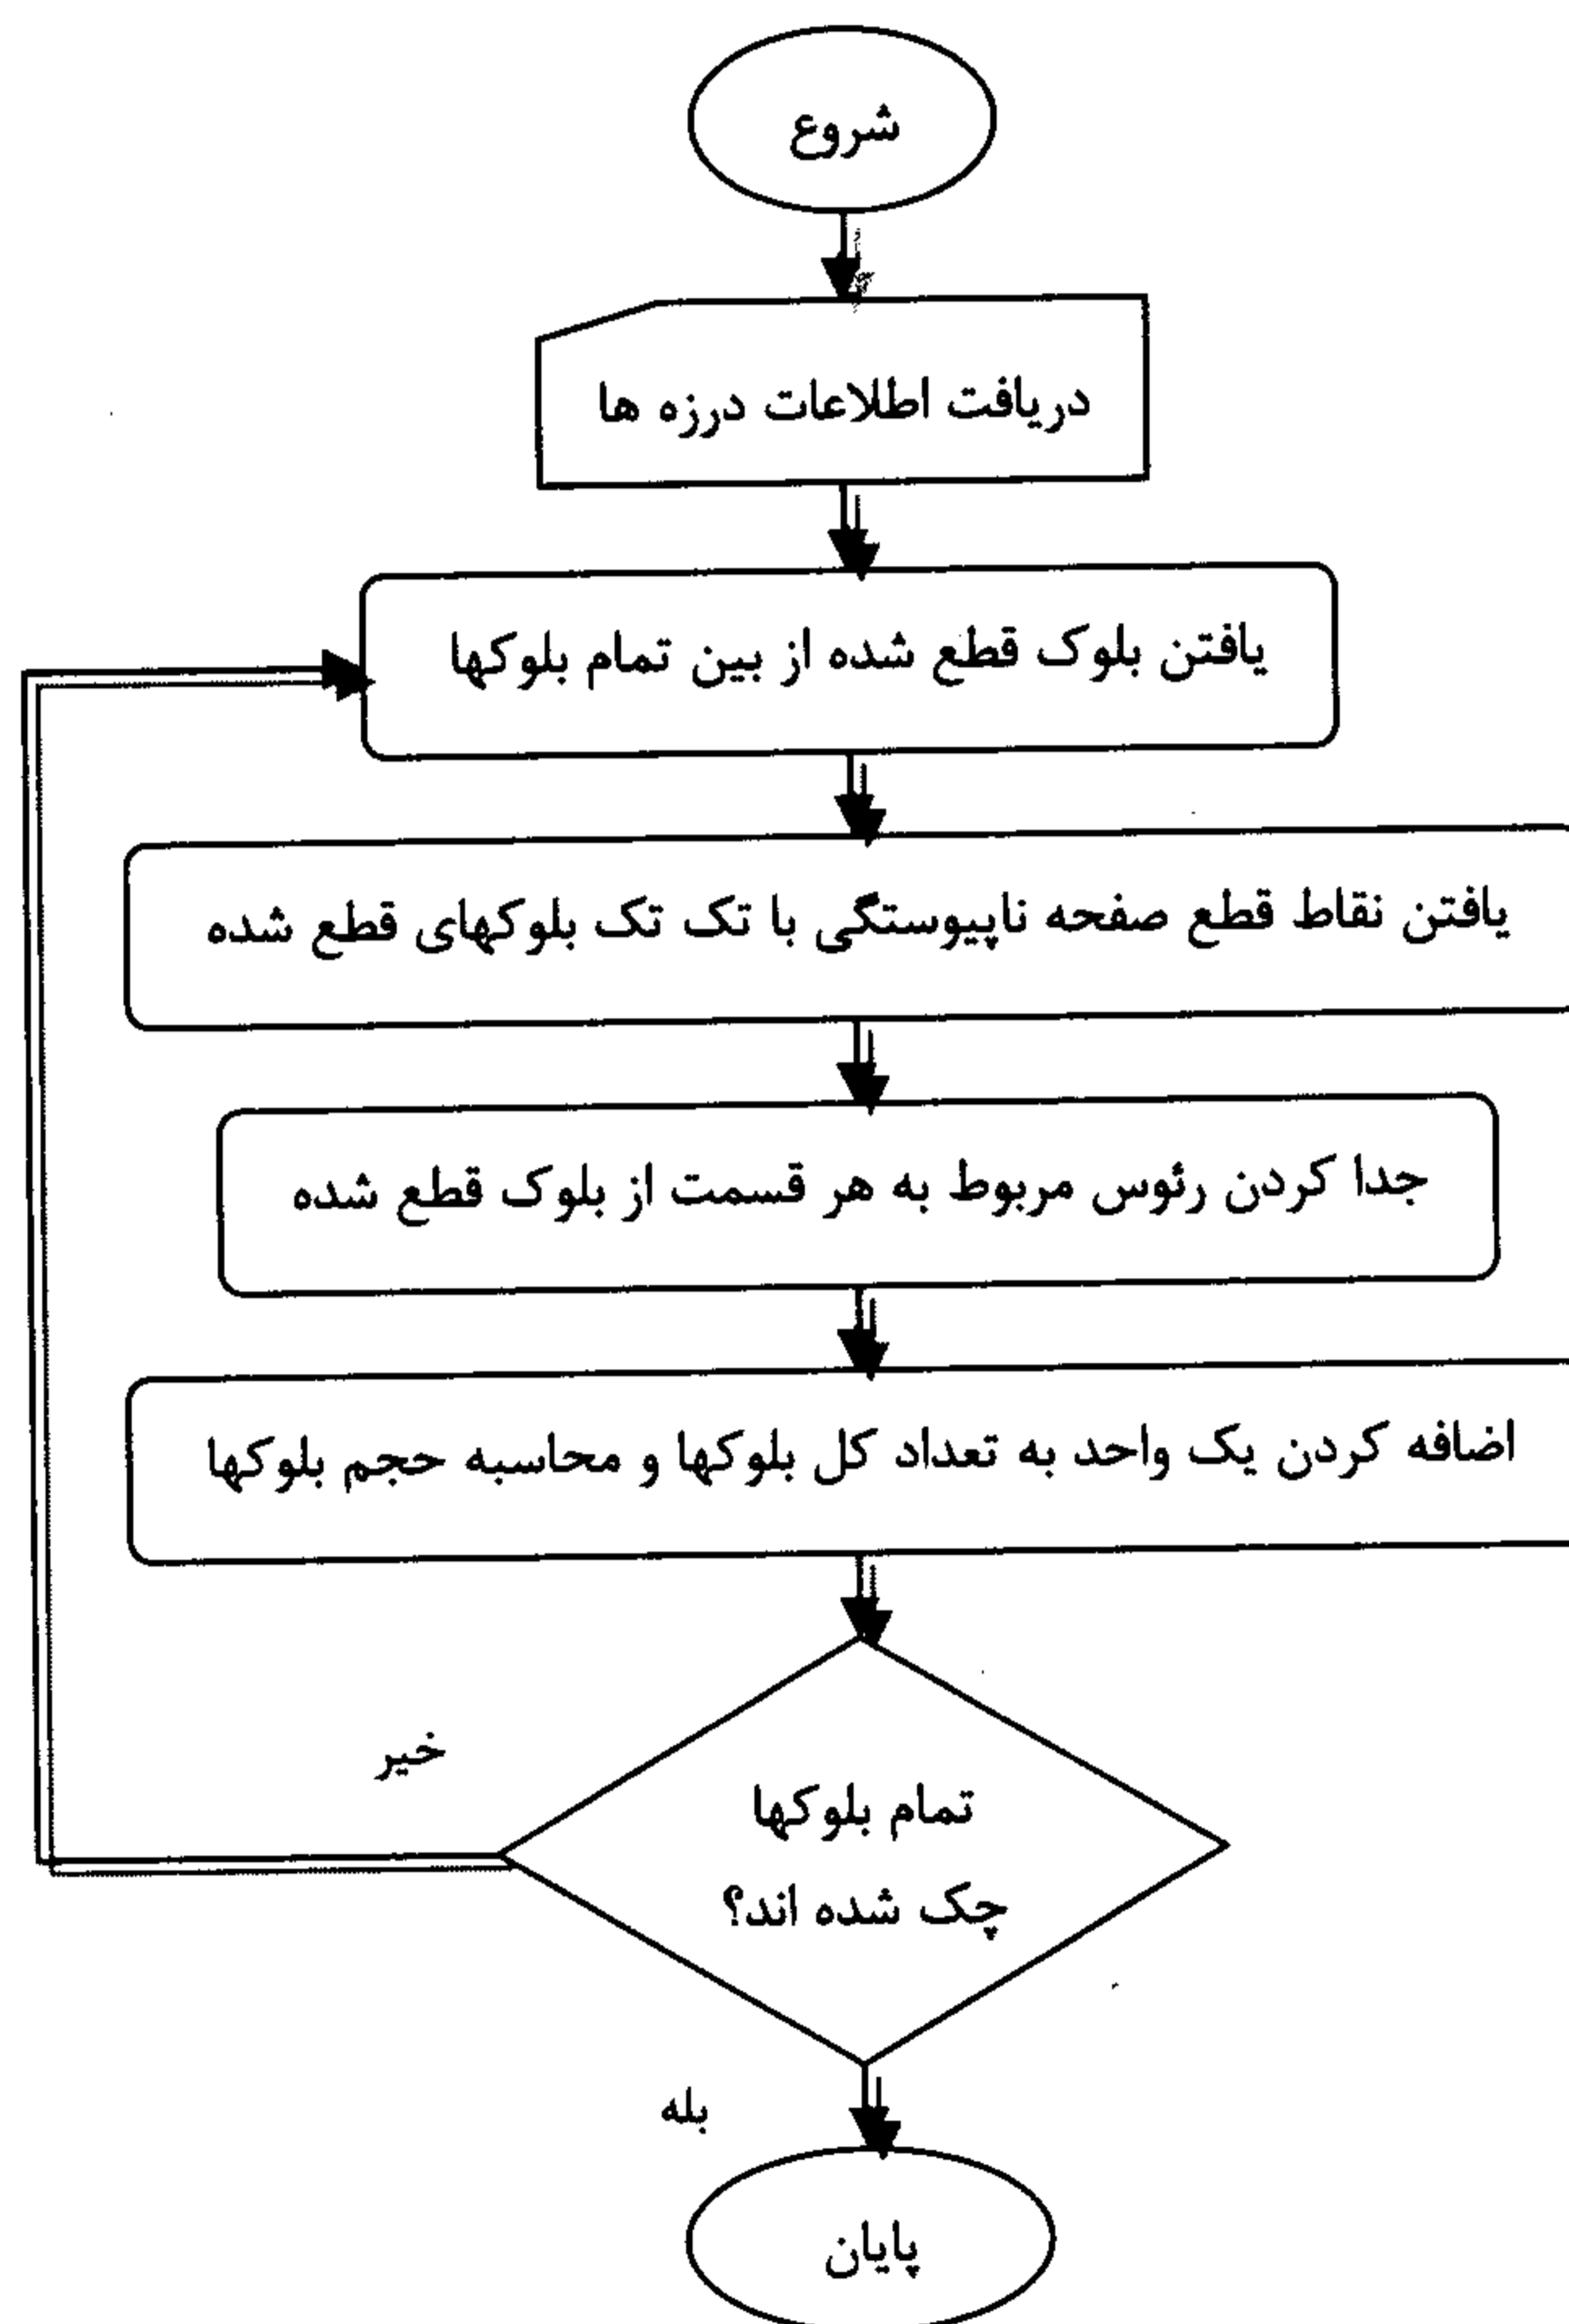 شروع
دریافت اطلاعات درزه ها
یافتن بلوک قطع شده از بین تمام بلوکها
یافتن نقاط قطع صفحه ناپیوستگی با تک تک بلوکهای قطع شده
جدا کردن رئوس مربوط به هر قسمت از بلوک قطع شده
اضافه کردن یک واحد به تعداد کل بلوکها و محاسبه حجم بلوکها
خیر
تمام بلوکها
چک شده اند؟
بله
پایان